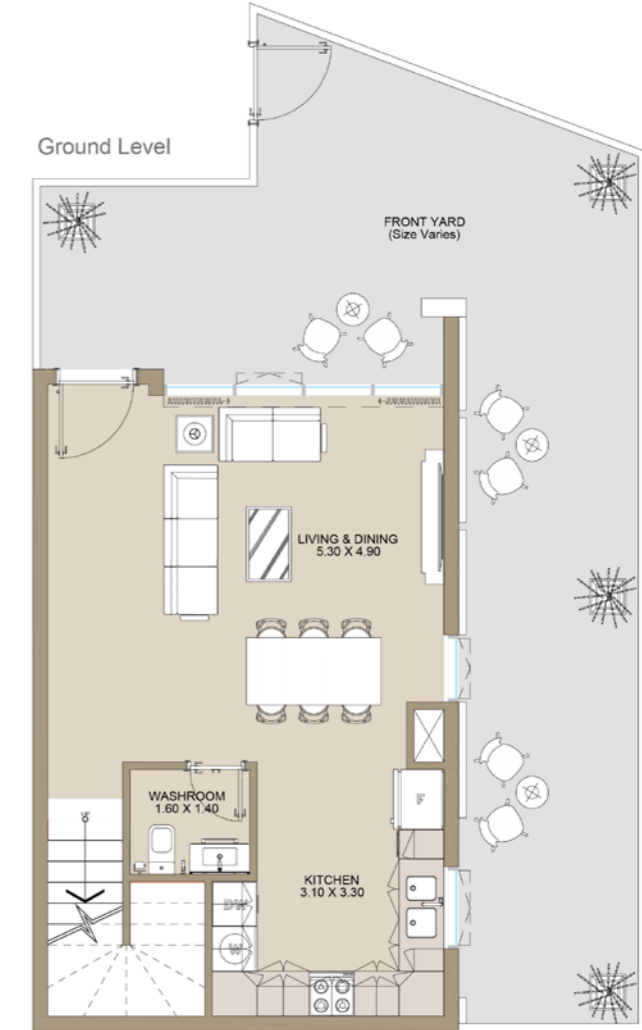 Ground Level
FRONT YARD
(Size Varies)
LIVING & DINING
5.30 X 4.90
WASHROOM
1.60 X 1.40
KITCHEN
3.10 X 3.30
DW
W